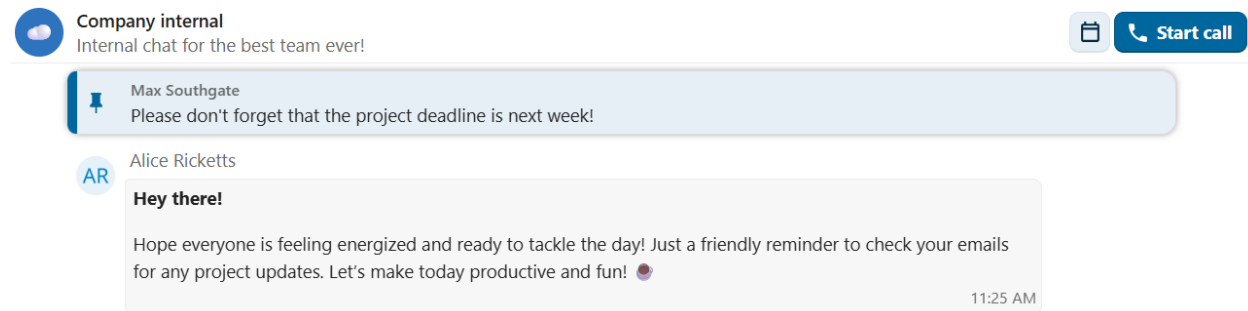 Company internal
Internal chat for the best team ever!
Start call
Max Southgate
Please don't forget that the project deadline is next week!
AR
Alice Ricketts
Hey there!
Hope everyone is feeling energized and ready to tackle the day! Just a friendly reminder to check your emails
for any project updates. Let’s make today productive and fun! ☕
11:25 AM